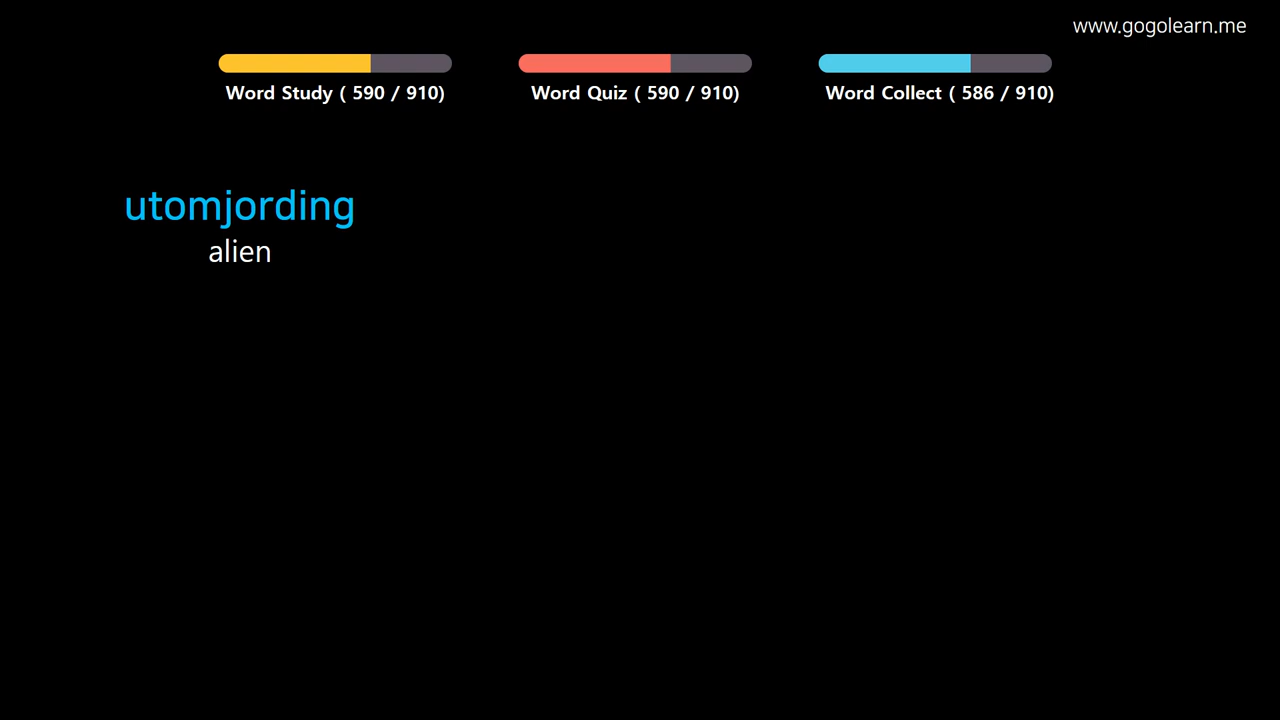 www.gogolearn.me
Word Study ( 590 / 910)
Word Quiz ( 590 / 910)
Word Collect ( 586 / 910)
utomjording
alien